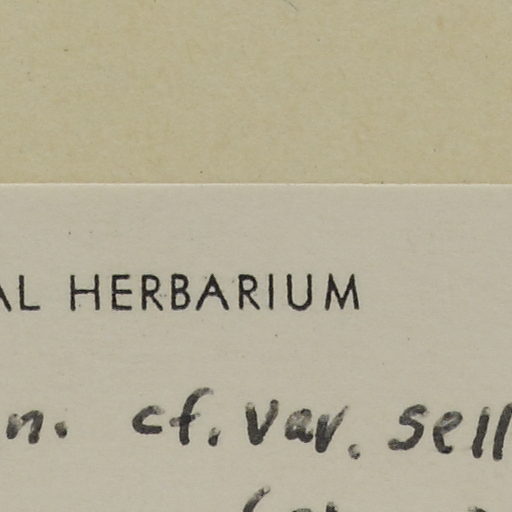 AL HERBARIUM
n. cf. var. sell